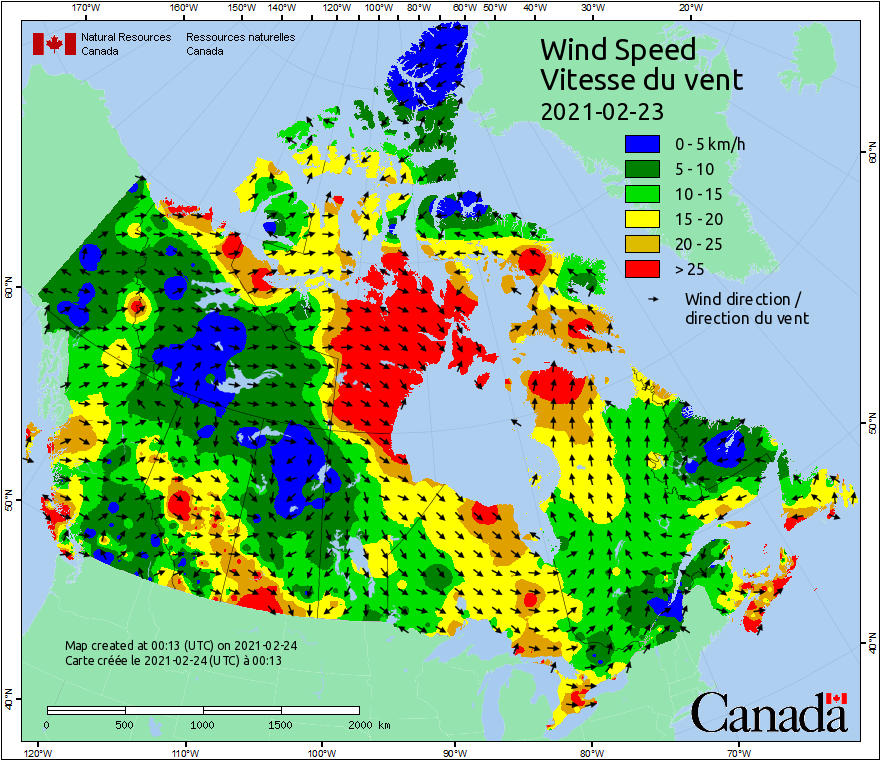 170°W 160°W 150°W 140°W 130°W 120°W 110°W 100°W 80°W 60°W 50°W 40°W 30°W 20°W
Natural Resources Ressources naturelles
Canada Canada
Wind Speed
Vitesse du vent
2021-02-23
0 - 5 km/h
5 - 10
10 - 15
15 - 20
20 - 25
> 25
Wind direction /
direction du vent
60°N
60°N
50°N
50°N
40°N
40°N
Map created at 00:13 (UTC) on 2021-02-24
Carte créée le 2021-02-24 (UTC) à 00:13
0 500 1000 1500 2000 km
Canada
120°W 110°W 100°W 90°W 80°W 70°W